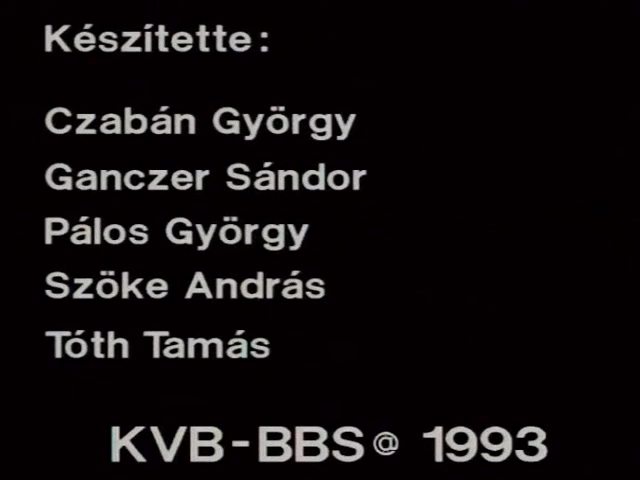 Készítette:
Czabán György
Ganczer Sándor
Pálos György
Szöke András
Tóth Tamás
KVB-BBS@ 1993